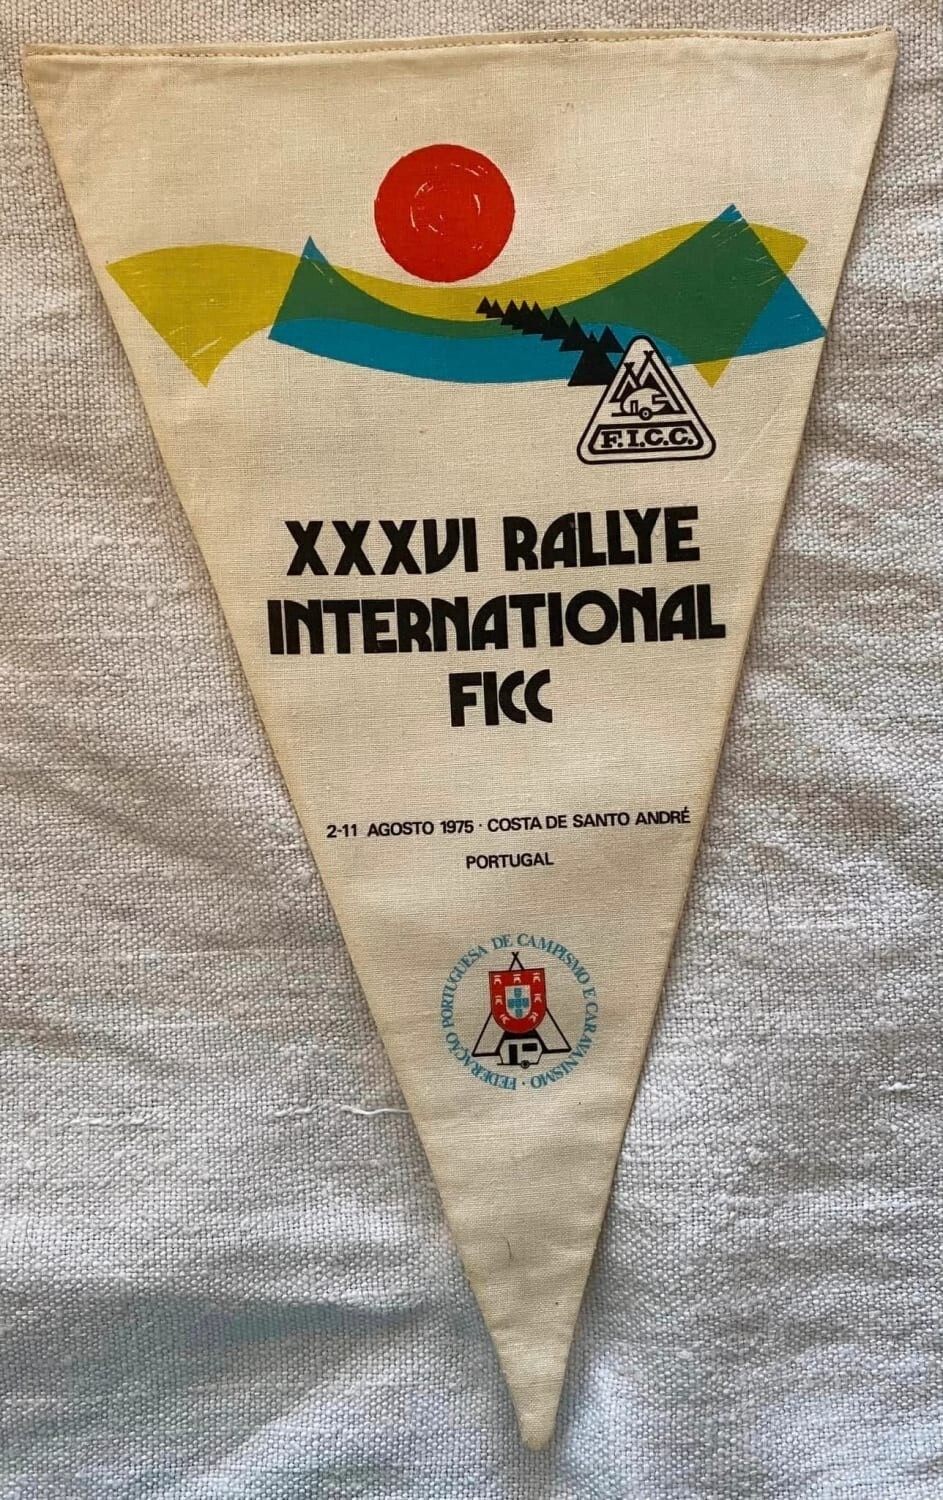 F.I.C.C.
XXXVI RALLYE
INTERNATIONAL
FICC
2-11 AGOSTO 1975 · COSTA DE SANTO ANDRÉ
PORTUGAL
FEDERAÇÃO PORTUGUESA DE CAMPISMO E CARAVANISMO ·